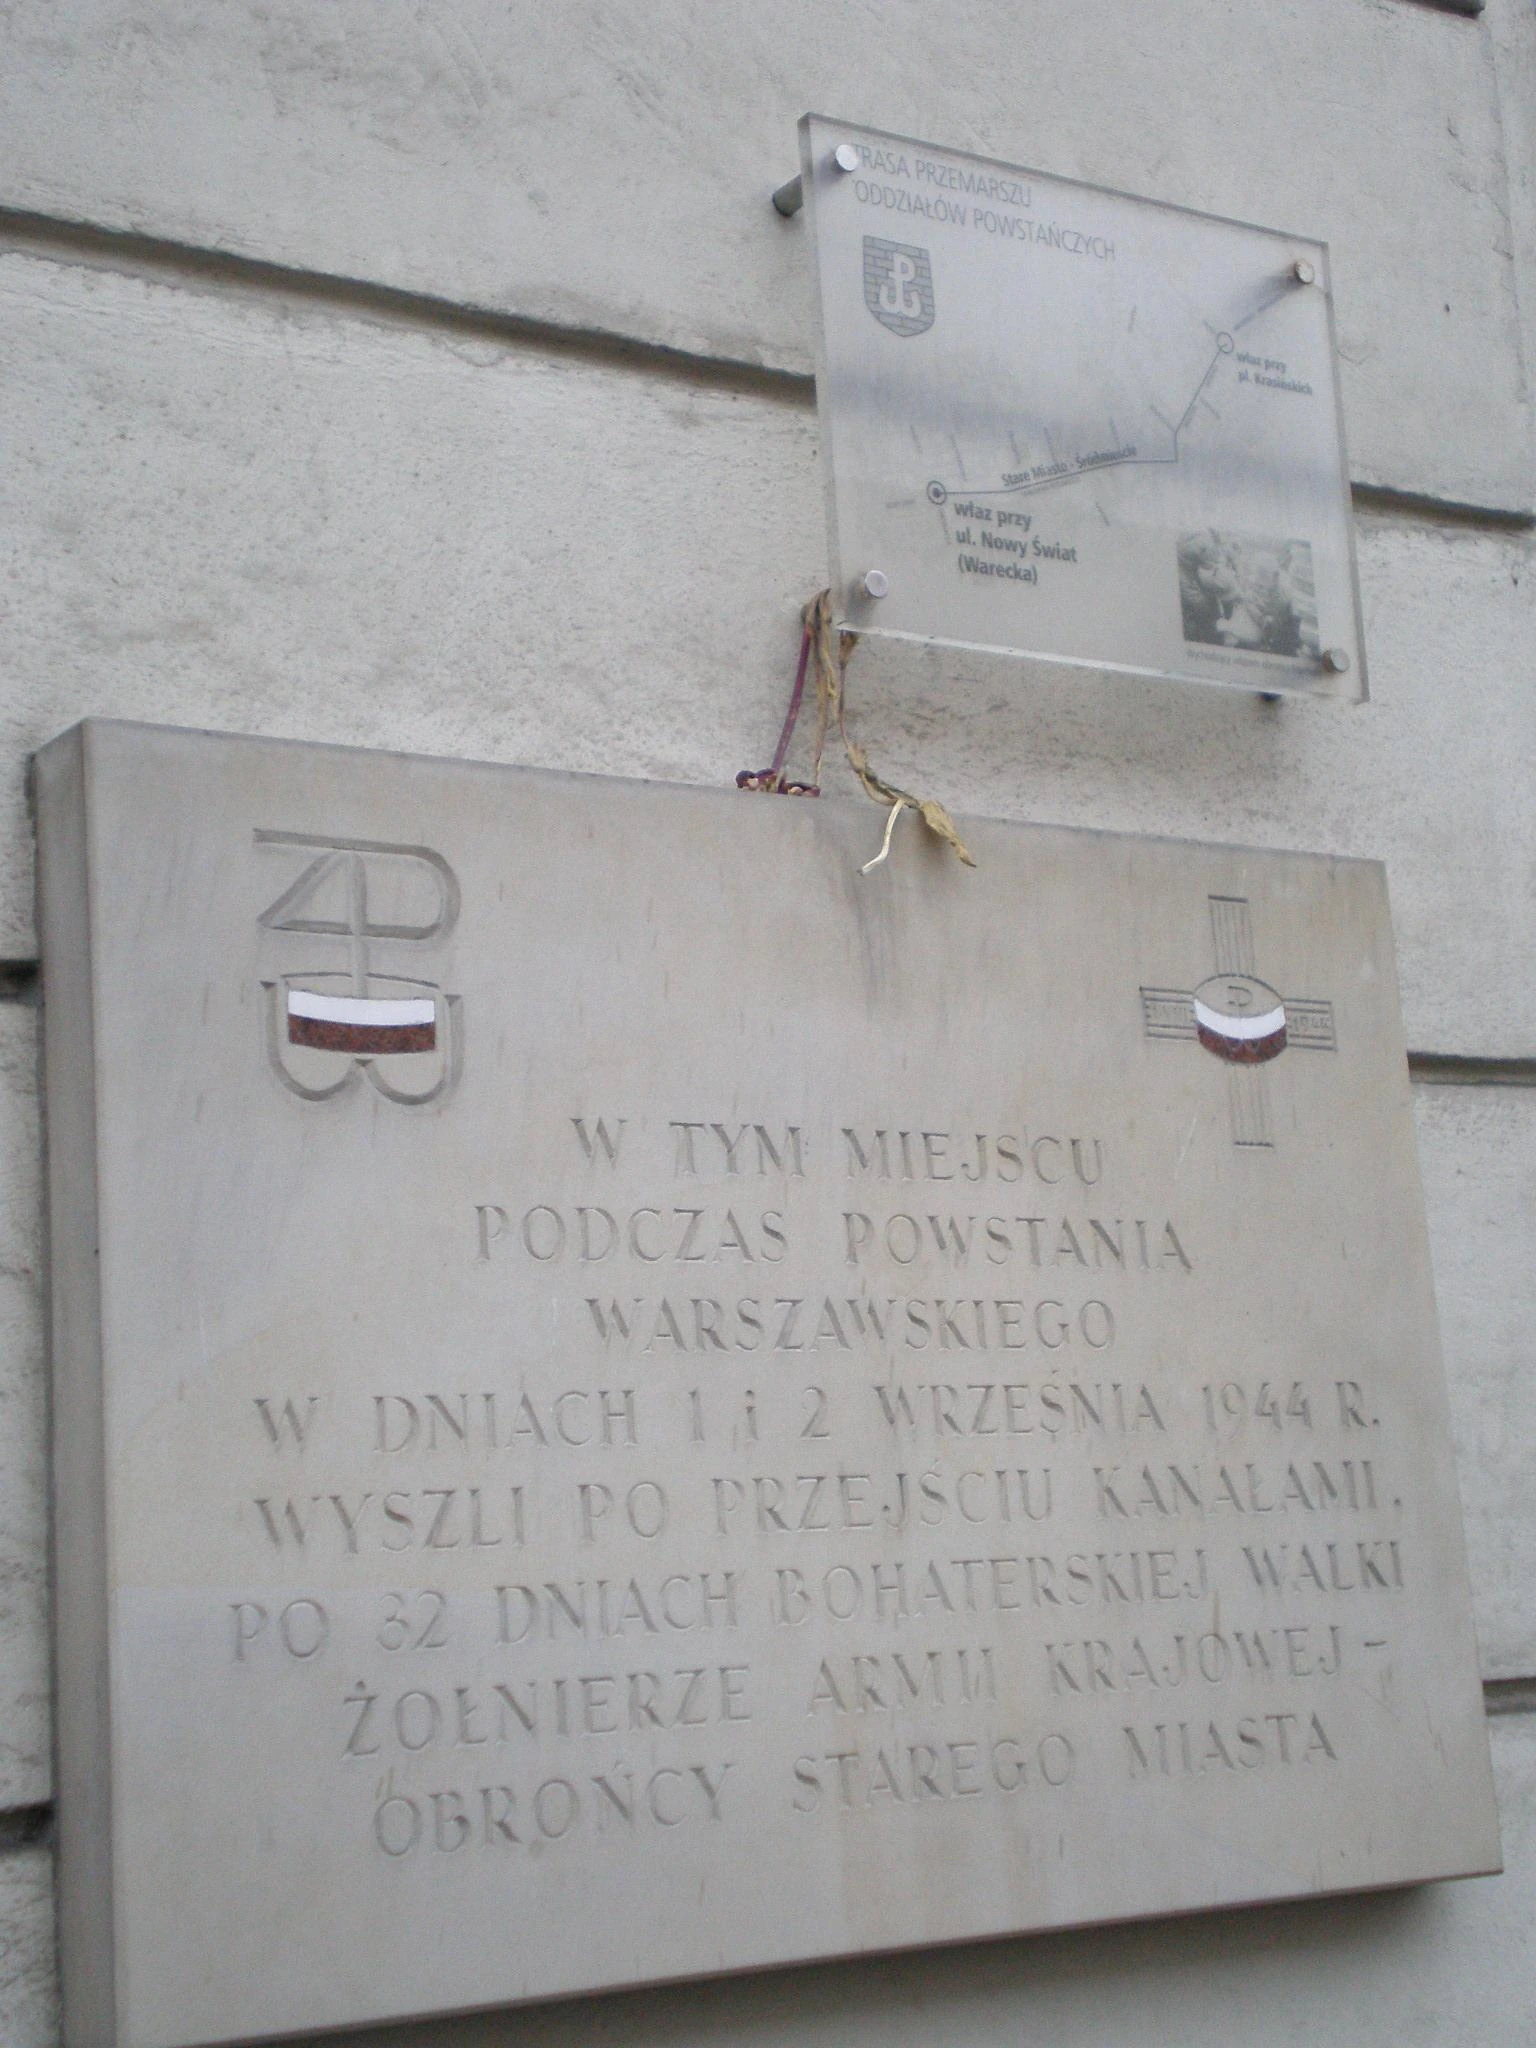 TRASA PRZEMARSZU
ODDZIAŁÓW POWSTAŃCZYCH
właz przy
pl. Krasińskich
Stare Miasto - Śródmieście
właz przy
ul. Nowy Świat
(Warecka)
W TYM MIEJSCU
PODCZAS POWSTANIA
WARSZAWSKIEGO
W DNIACH 1 i 2 WRZEŚNIA 1944 R.
WYSZLI PO PRZEJŚCIU KANAŁAMI,
PO 32 DNIACH BOHATERSKIEJ WALKI
ŻOŁNIERZE ARMII KRAJOWEJ -
OBROŃCY STAREGO MIASTA